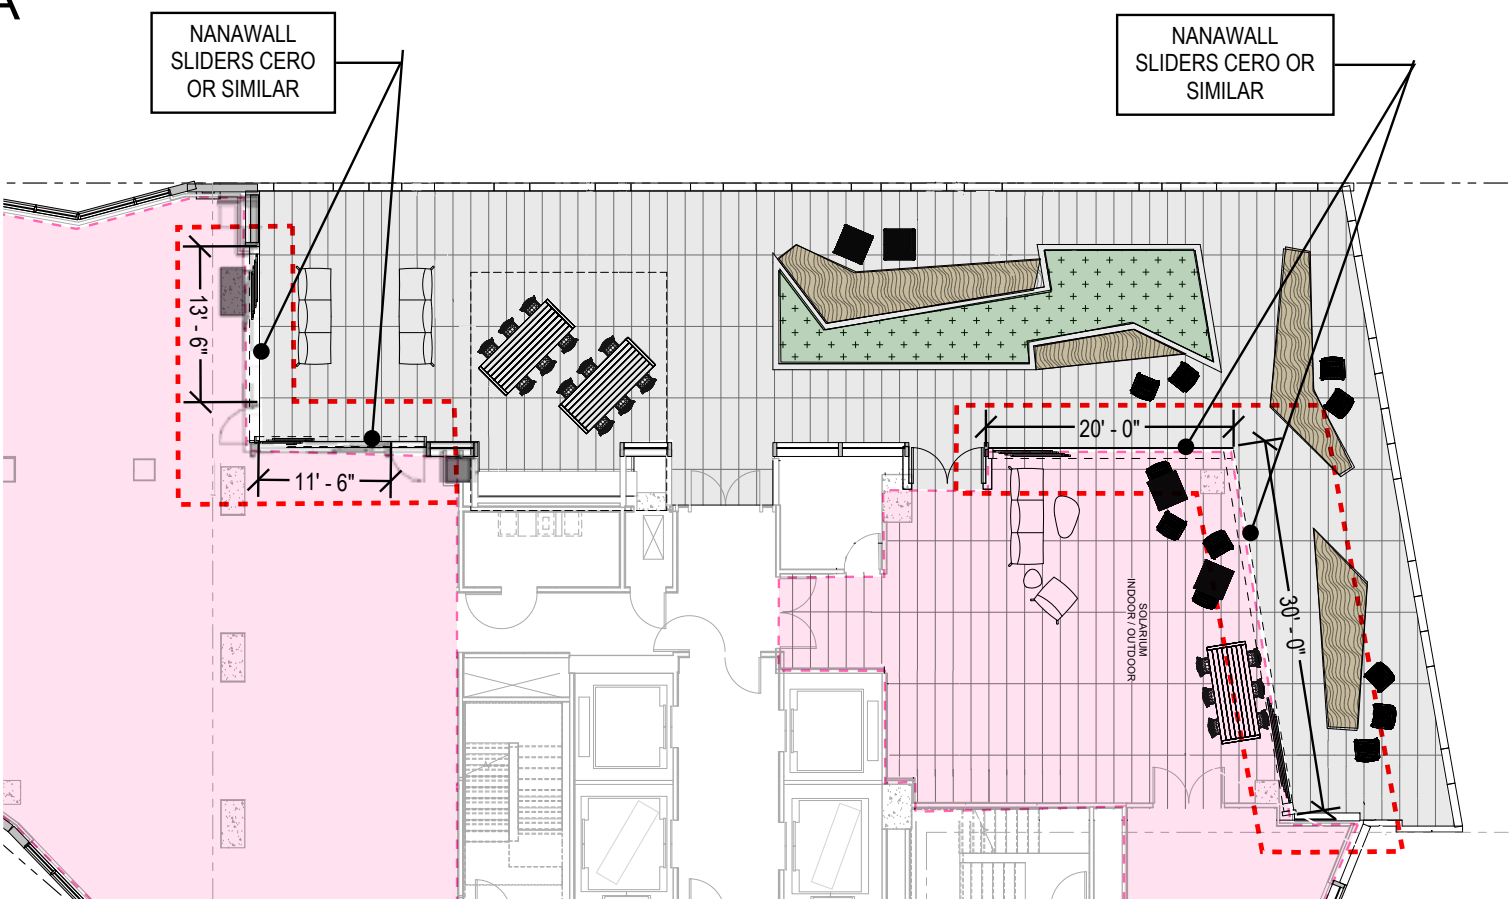 A
NANAWALL
SLIDERS CERO
OR SIMILAR
NANAWALL
SLIDERS CERO OR
SIMILAR
13' - 6"
11' - 6"
20' - 0"
30' - 0"
SOLARIUM
INDOOR / OUTDOOR